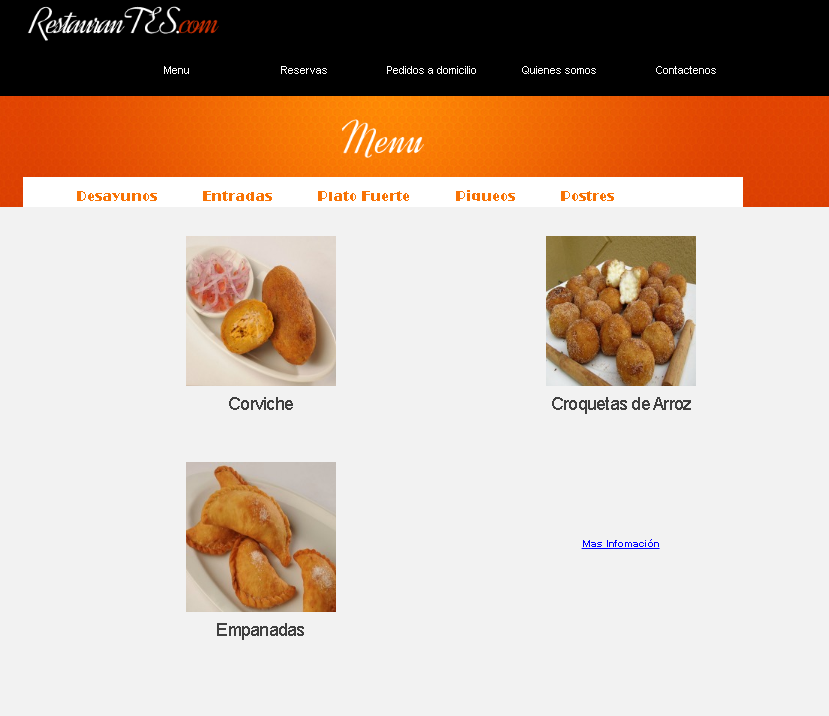 RestauranTES.com
Menu Reservas Pedidos a domicilio Quienes somos Contactenos
Menu
Desayunos Entradas Plato Fuerte Piqueos Postres
Corviche Croquetas de Arroz
Mas Infomación
Empanadas